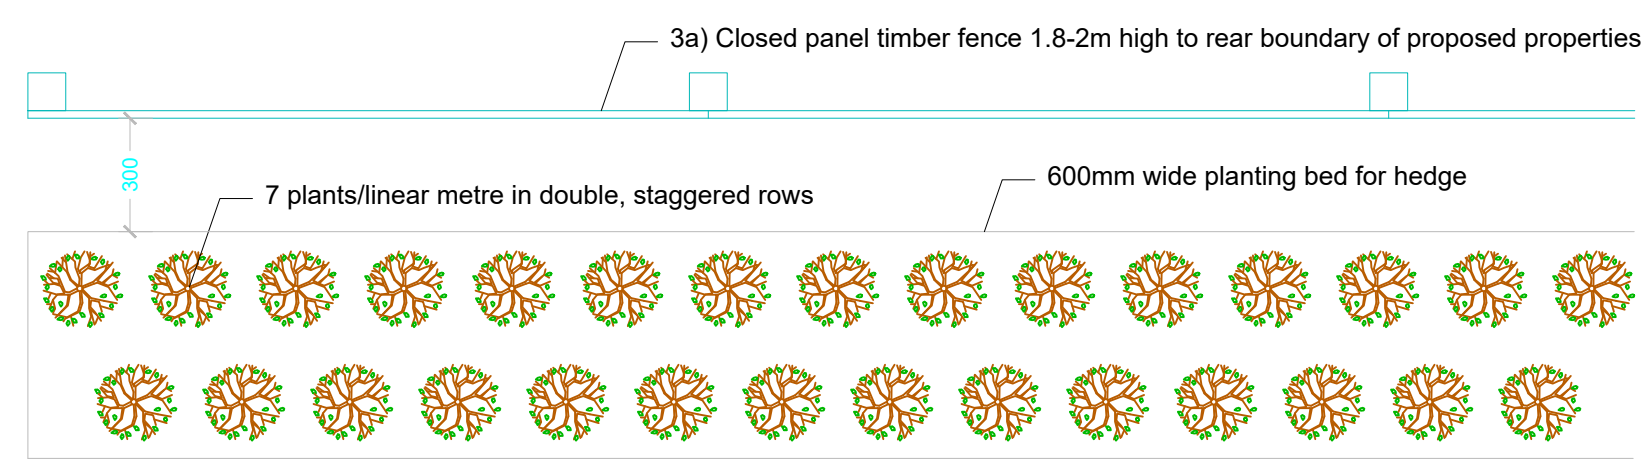 3a) Closed panel timber fence 1.8-2m high to rear boundary of proposed properties
300
600mm wide planting bed for hedge
7 plants/linear metre in double, staggered rows